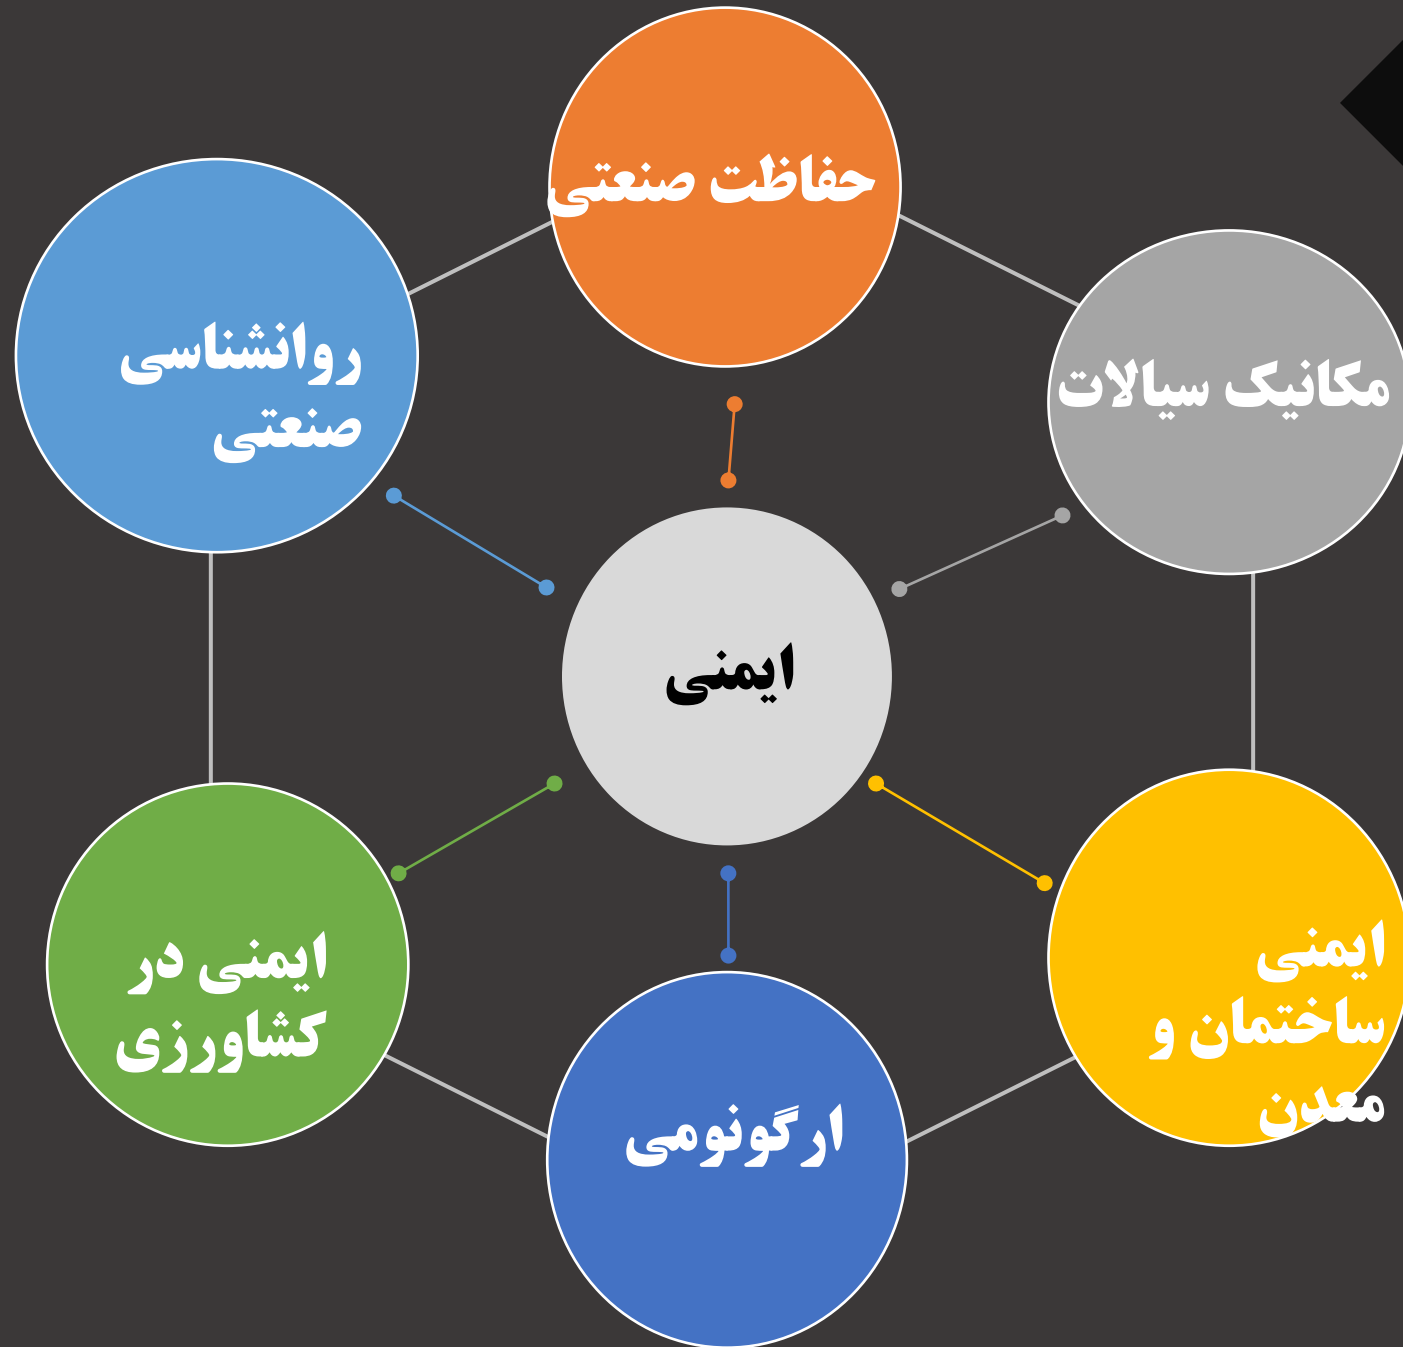 حفاظت صنعتی
مکانیک سیالات
روانشناسی
صنعتی
ایمنی
ایمنی
ساختمان و
معدن
ایمنی در
کشاورزی
ارگونومی